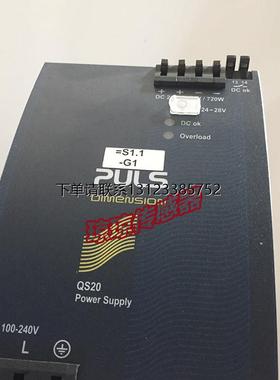 13 14
+ + − − DC ok
DC 2 / 720W
24-28V
DC ok
Overload
=S1.1
-G1
PULS
下单请联系13123385752
DIMENSION
QS20
Power Supply
100-240V
L